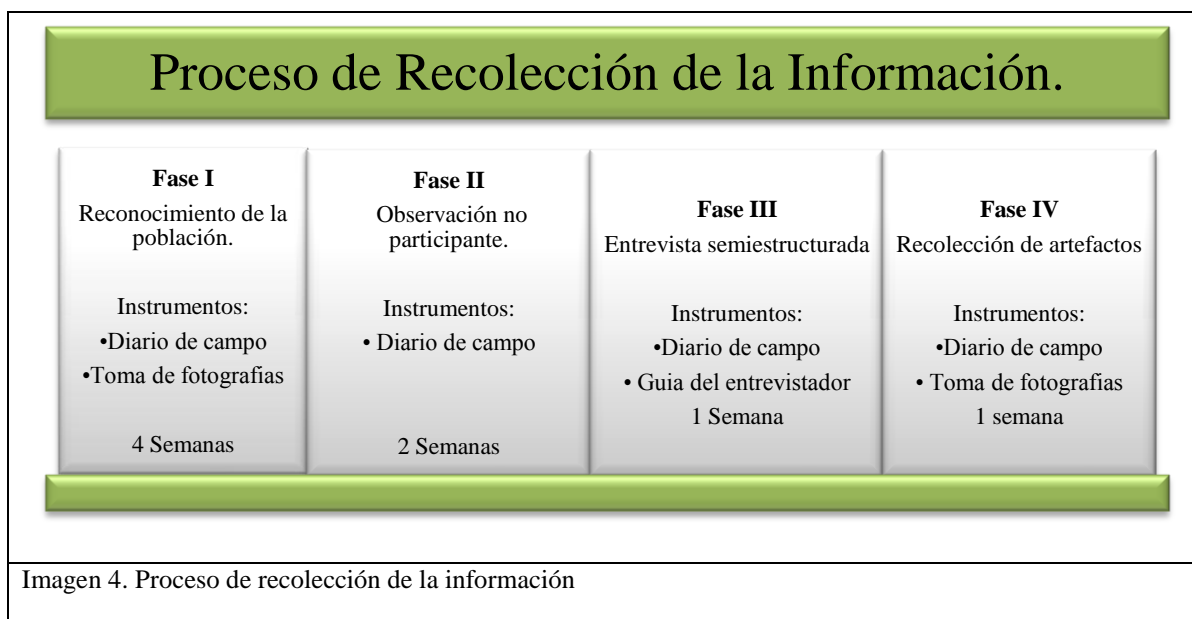 Proceso de Recolección de la Información.
Fase I
Reconocimiento de la
población.
Instrumentos:
•Diario de campo
•Toma de fotografias
4 Semanas
Fase II
Observación no
participante.
Instrumentos:
• Diario de campo
2 Semanas
Fase III
Entrevista semiestructurada
Instrumentos:
•Diario de campo
• Guia del entrevistador
1 Semana
Fase IV
Recolección de artefactos
Instrumentos:
•Diario de campo
• Toma de fotografias
1 semana
Imagen 4. Proceso de recolección de la información